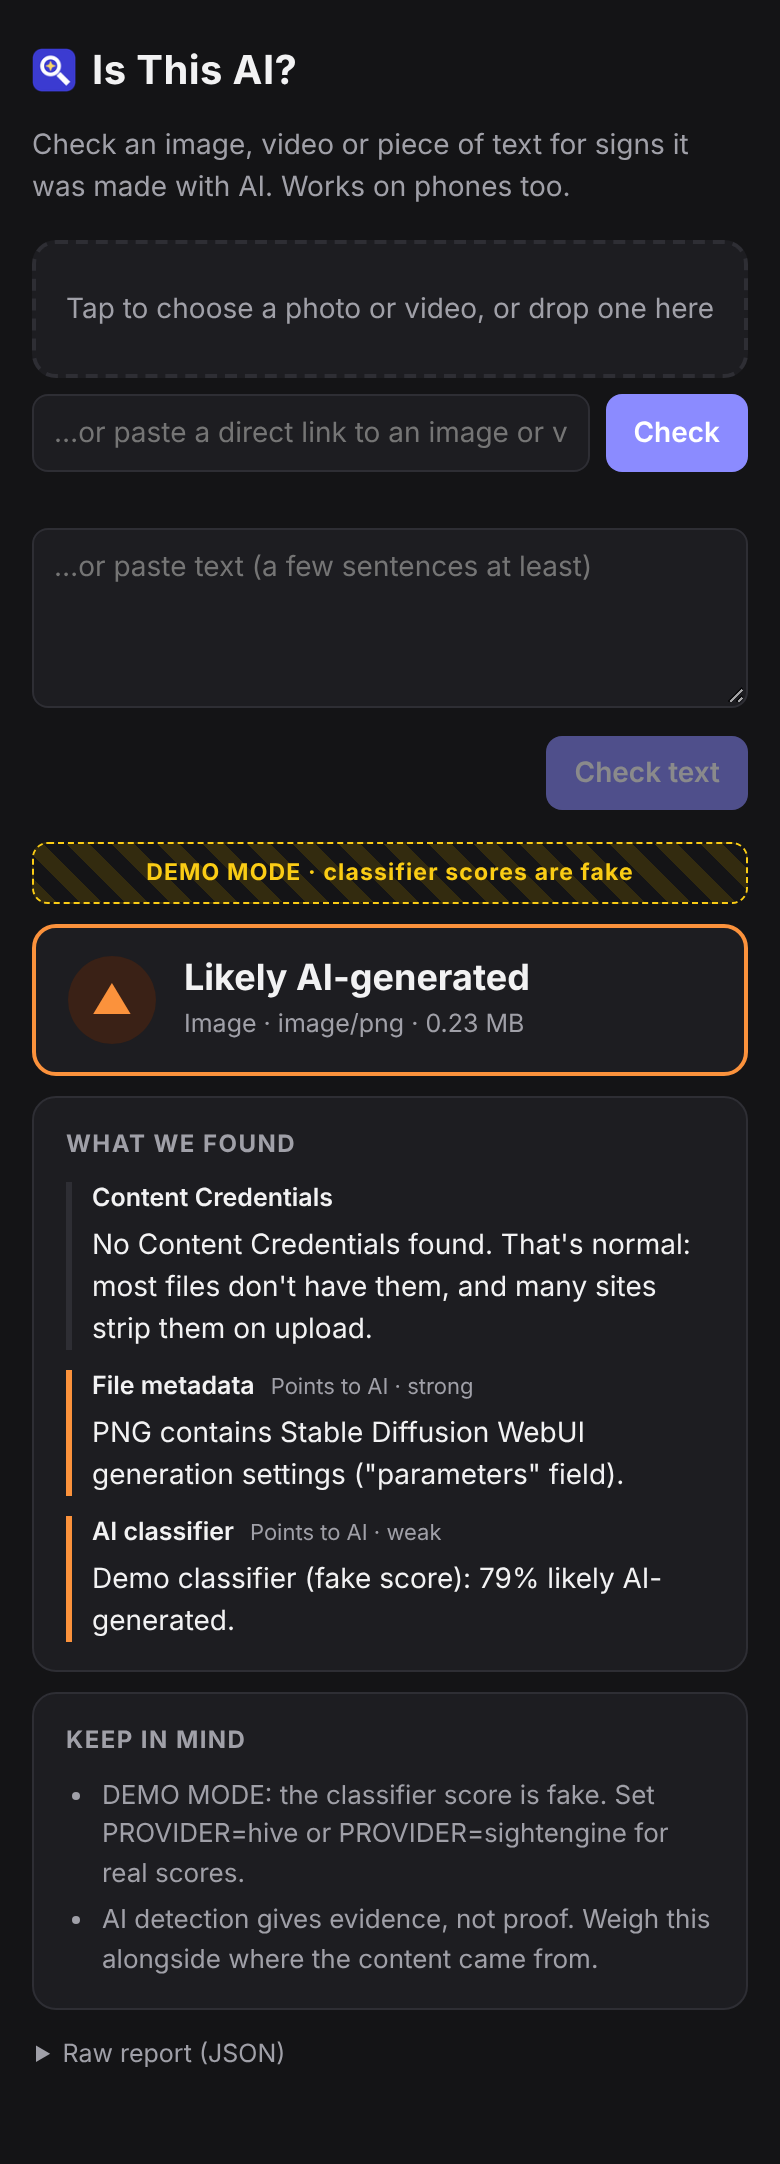 Is This AI?
Check an image, video or piece of text for signs it
was made with AI. Works on phones too.
Tap to choose a photo or video, or drop one here
...or paste a direct link to an image or v
Check
...or paste text (a few sentences at least)
Check text
DEMO MODE · classifier scores are fake
Likely AI-generated
Image · image/png · 0.23 MB
WHAT WE FOUND
Content Credentials
No Content Credentials found. That's normal:
most files don't have them, and many sites
strip them on upload.
File metadata Points to AI · strong
PNG contains Stable Diffusion WebUI
generation settings ("parameters" field).
AI classifier Points to AI · weak
Demo classifier (fake score): 79% likely AI-
generated.
KEEP IN MIND
• DEMO MODE: the classifier score is fake. Set
PROVIDER=hive or PROVIDER=sightengine for
real scores.
• AI detection gives evidence, not proof. Weigh this
alongside where the content came from.
Raw report (JSON)